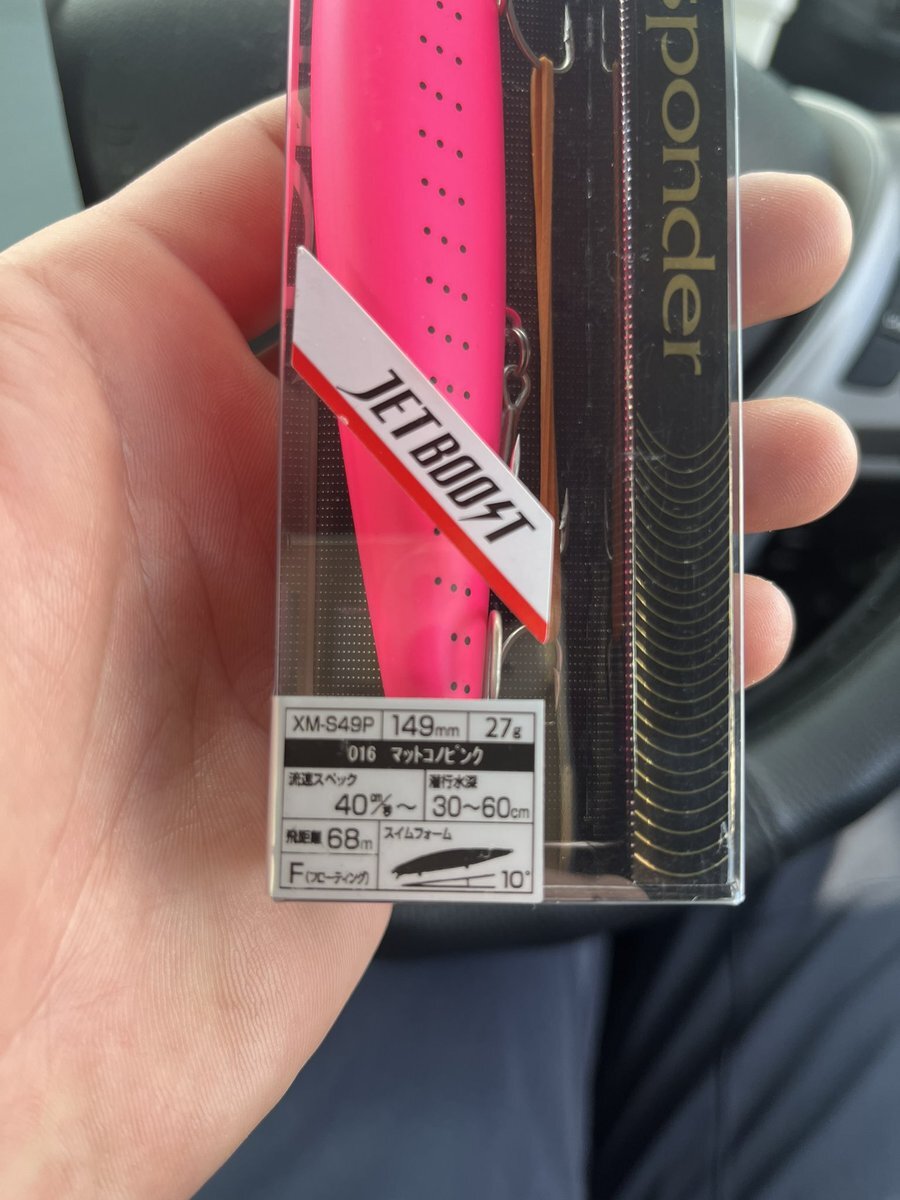 sponder
JET BOOST
XM-S49P 149mm 27g
016 マットコノピンク
流速スペック 潜行水深
40cm/s～ 30～60cm
飛距離 68m スイムフォーム
F(フローティング) 10°